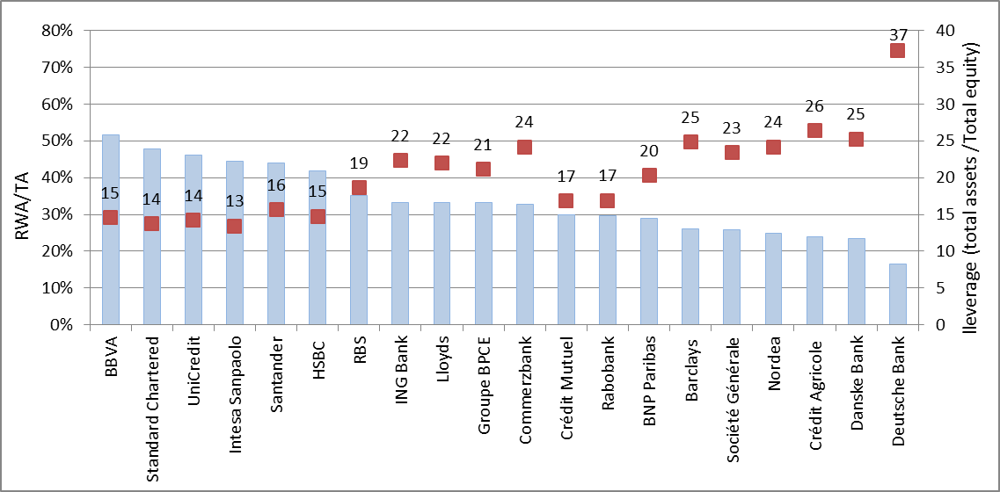 80%
70%
60%
50%
40%
30%
20%
10%
0%
RWA/TA
40
35
30
25
20
15
10
5
0
lleverage (total assets /Total equity)
15
14
14
13
16
15
19
22
22
21
24
17
17
20
25
23
24
26
25
37
BBVA
Standard Chartered
UniCredit
Intesa Sanpaolo
Santander
HSBC
RBS
ING Bank
Lloyds
Groupe BPCE
Commerzbank
Crédit Mutuel
Rabobank
BNP Paribas
Barclays
Société Générale
Nordea
Crédit Agricole
Danske Bank
Deutsche Bank